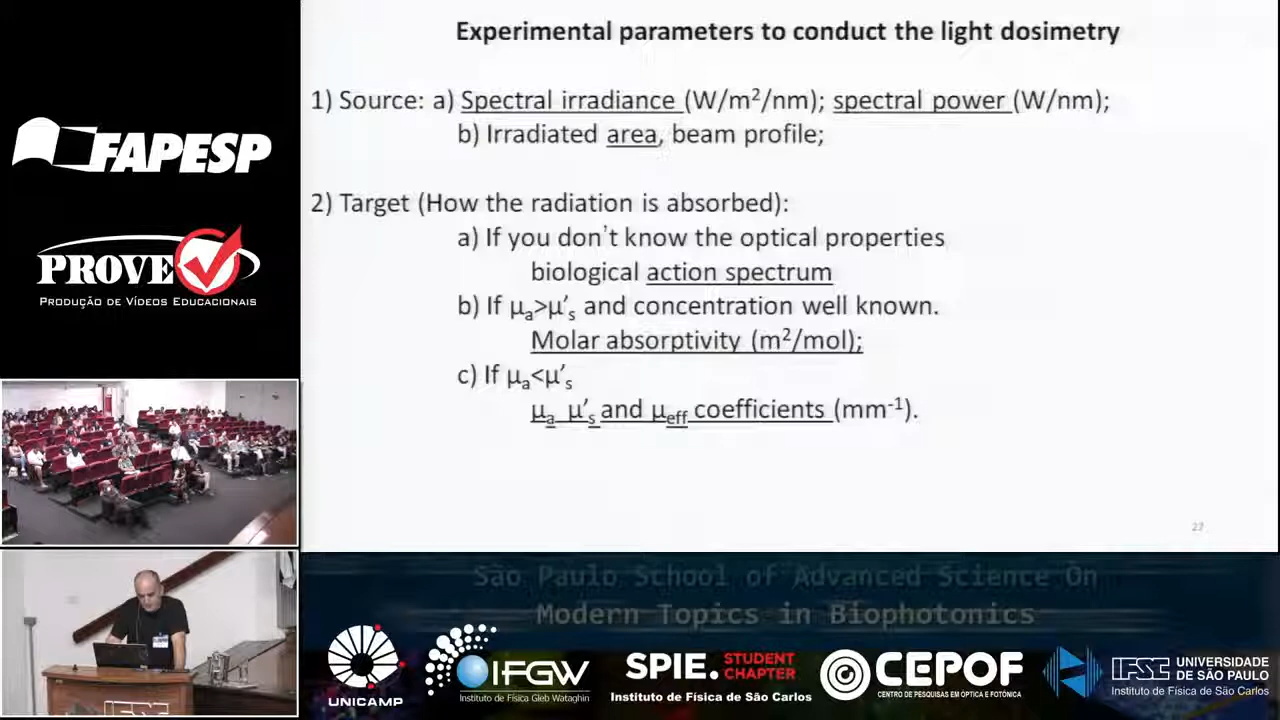 Experimental parameters to conduct the light dosimetry
1) Source: a) Spectral irradiance (W/m²/nm); spectral power (W/nm);
b) Irradiated area, beam profile;
2) Target (How the radiation is absorbed):
a) If you don't know the optical properties
biological action spectrum
b) If μₐ>μ'ₛ and concentration well known.
Molar absorptivity (m²/mol);
c) If μₐ<μ'ₛ
μₐ μ'ₛ and μeff coefficients (mm⁻¹).
27
FAPESP
PROVE
PRODUÇÃO DE VÍDEOS EDUCACIONAIS
IFSC
São Paulo School of Advanced Science On
Modern Topics in Biophotonics
UNICAMP
IFGW
Instituto de Física Gleb Wataghin
SPIE. STUDENT CHAPTER
Instituto de Física de São Carlos
CEPOF
CENTRO DE PESQUISAS EM ÓPTICA E FOTÔNICA
IFSC UNIVERSIDADE DE SÃO PAULO
Instituto de Física de São Carlos